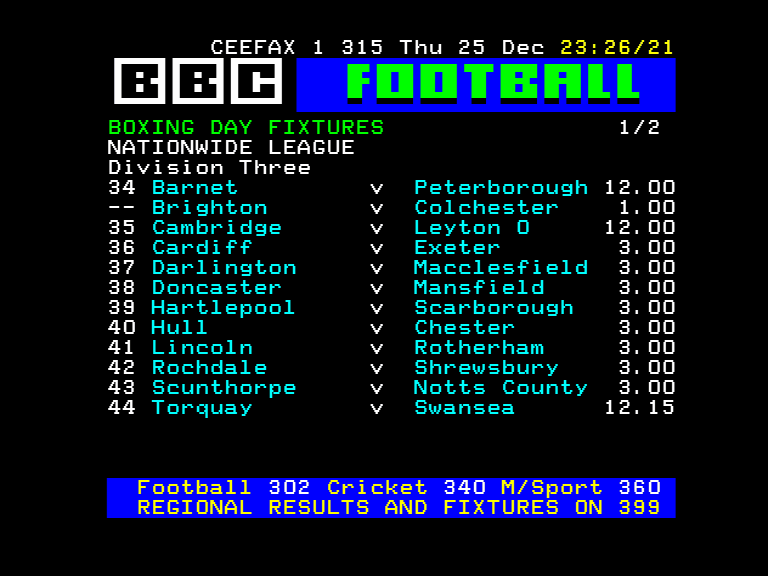 CEEFAX 1 315 Thu 25 Dec 23:26/21
BBC FOOTBALL
BOXING DAY FIXTURES 1/2
NATIONWIDE LEAGUE
Division Three
34 Barnet v Peterborough 12.00
-- Brighton v Colchester 1.00
35 Cambridge v Leyton O 12.00
36 Cardiff v Exeter 3.00
37 Darlington v Macclesfield 3.00
38 Doncaster v Mansfield 3.00
39 Hartlepool v Scarborough 3.00
40 Hull v Chester 3.00
41 Lincoln v Rotherham 3.00
42 Rochdale v Shrewsbury 3.00
43 Scunthorpe v Notts County 3.00
44 Torquay v Swansea 12.15
Football 302 Cricket 340 M/Sport 360
REGIONAL RESULTS AND FIXTURES ON 399